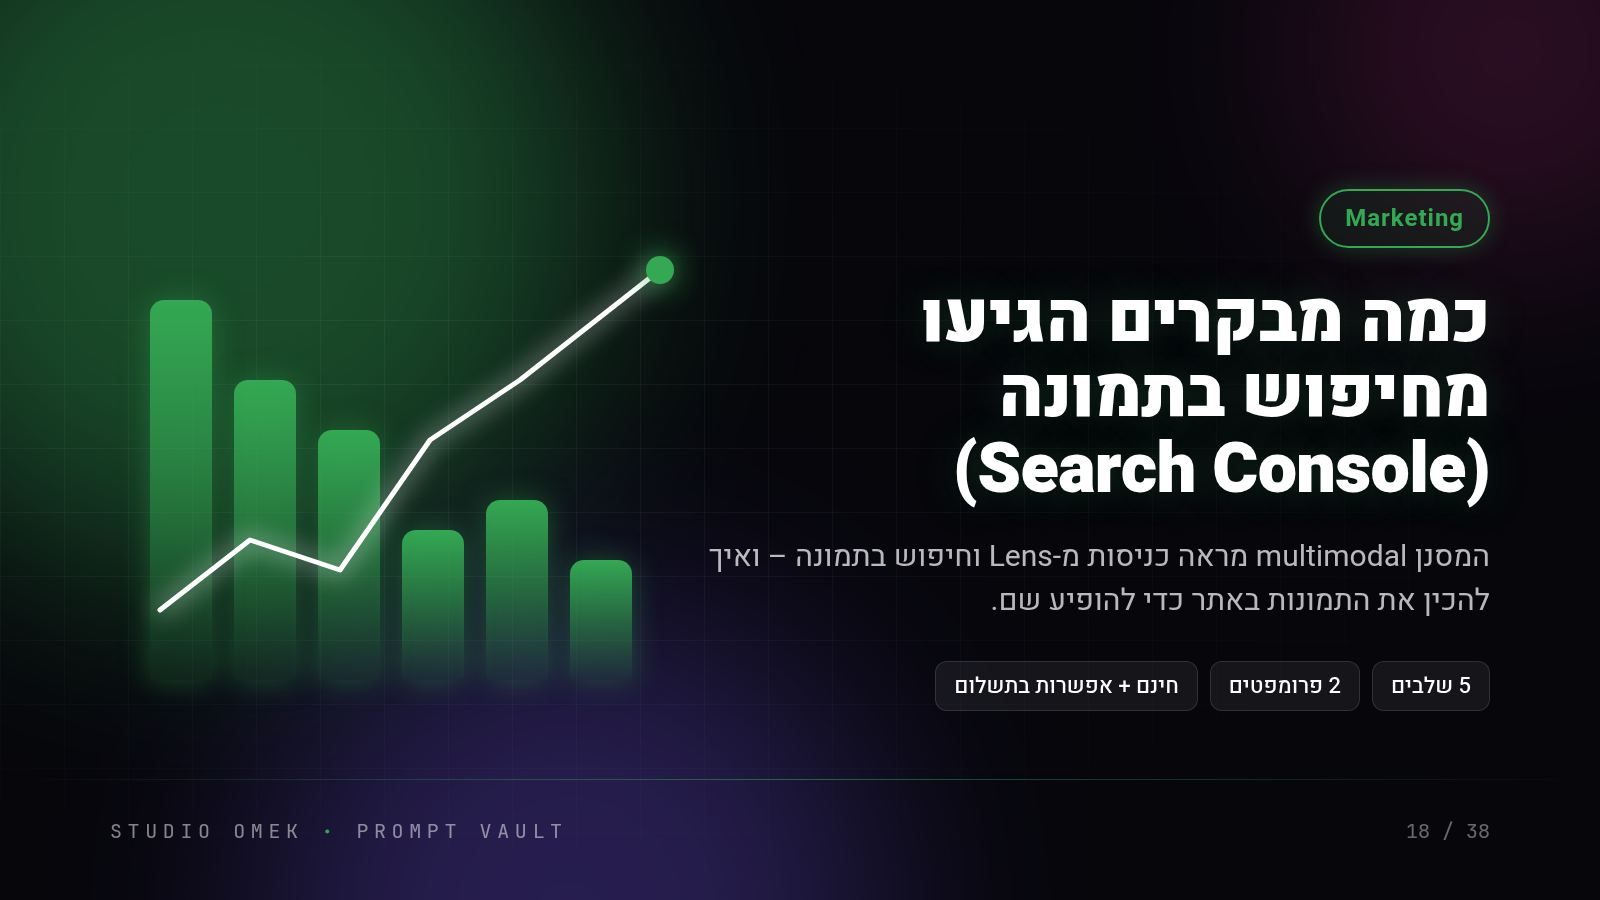 Marketing
כמה מבקרים הגיעו
מחיפוש בתמונה
(Search Console)
המסנן multimodal מראה כניסות מ-Lens וחיפוש בתמונה – ואיך
להכין את התמונות באתר כדי להופיע שם.
5 שלבים
2 פרומפטים
חינם + אפשרות בתשלום
STUDIO OMEK · PROMPT VAULT
18 / 38